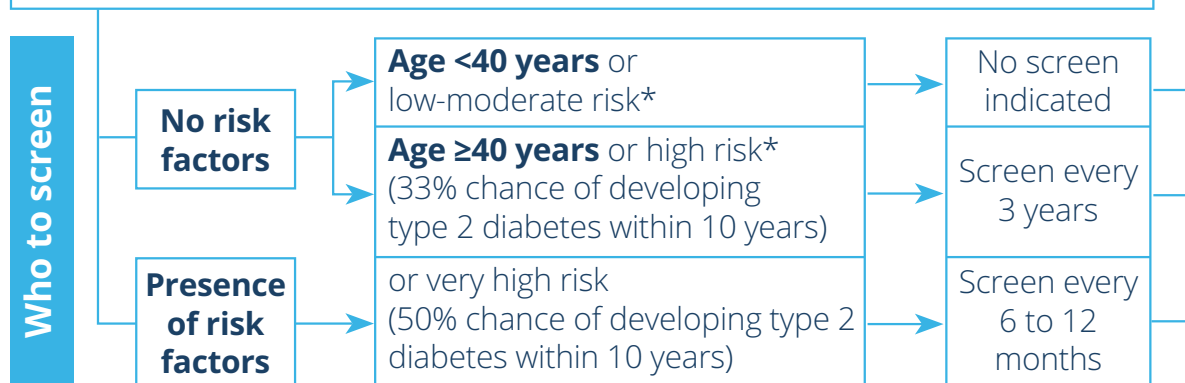 Who to screen
No risk
factors
Age <40 years or
low-moderate risk*
No screen
indicated
Age ≥40 years or high risk*
(33% chance of developing
type 2 diabetes within 10 years)
Screen every
3 years
Presence
of risk
factors
or very high risk
(50% chance of developing type 2
diabetes within 10 years)
Screen every
6 to 12
months